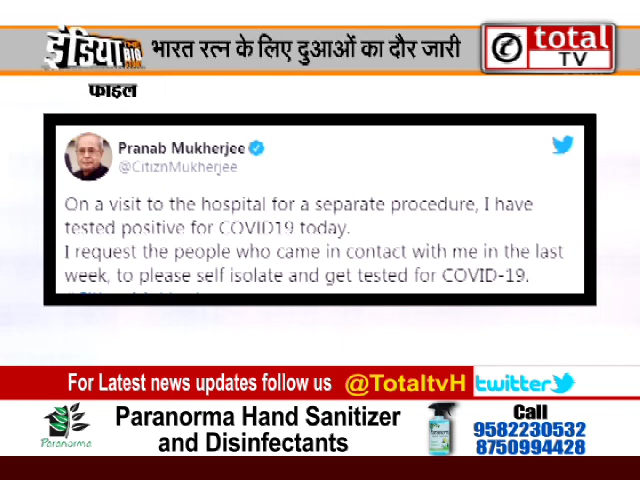 इंडिया
भारत रत्न के लिए दुआओं का दौर जारी
total
TV
फाइल
Pranab Mukherjee
@CitiznMukherjee
On a visit to the hospital for a separate procedure, I have
tested positive for COVID19 today.
I request the people who came in contact with me in the last
week, to please self isolate and get tested for COVID-19.
For Latest news updates follow us @TotaltvH twitter
Paranorma Hand Sanitizer
and Disinfectants
Paranorma
Call
9582230532
8750994428